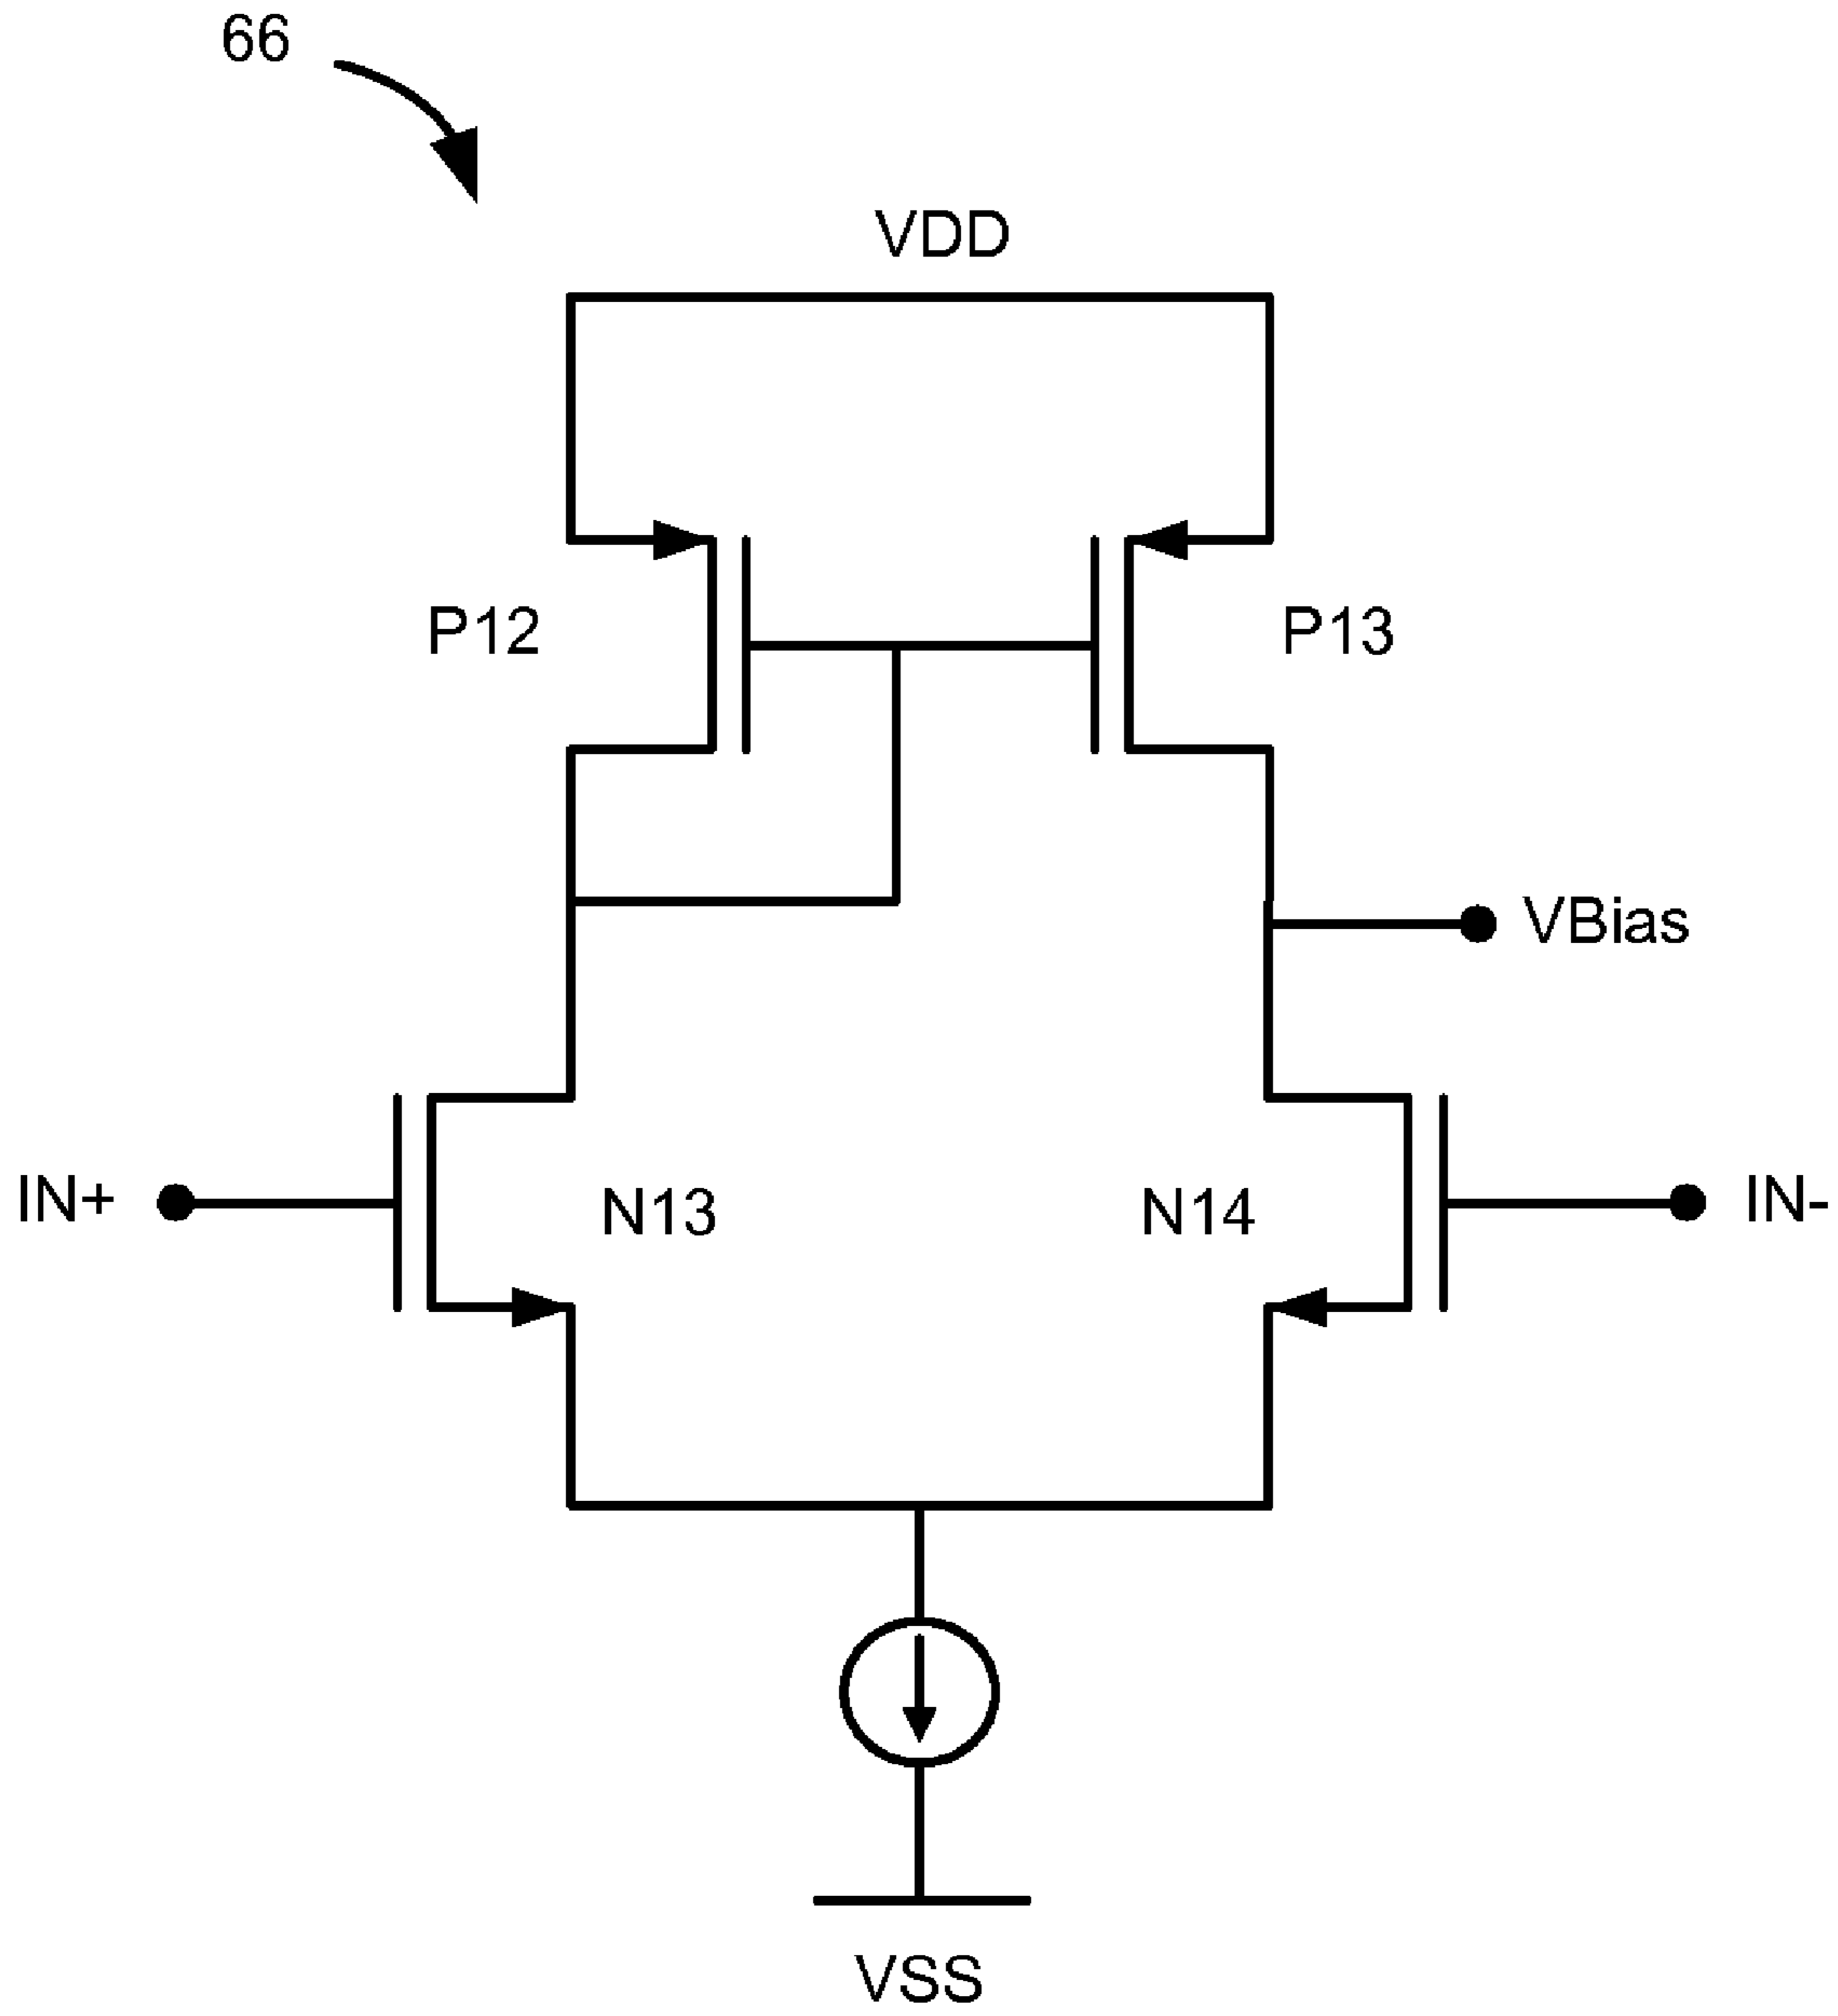 66
VDD
P12
P13
VBias
IN+
N13
N14
IN-
VSS